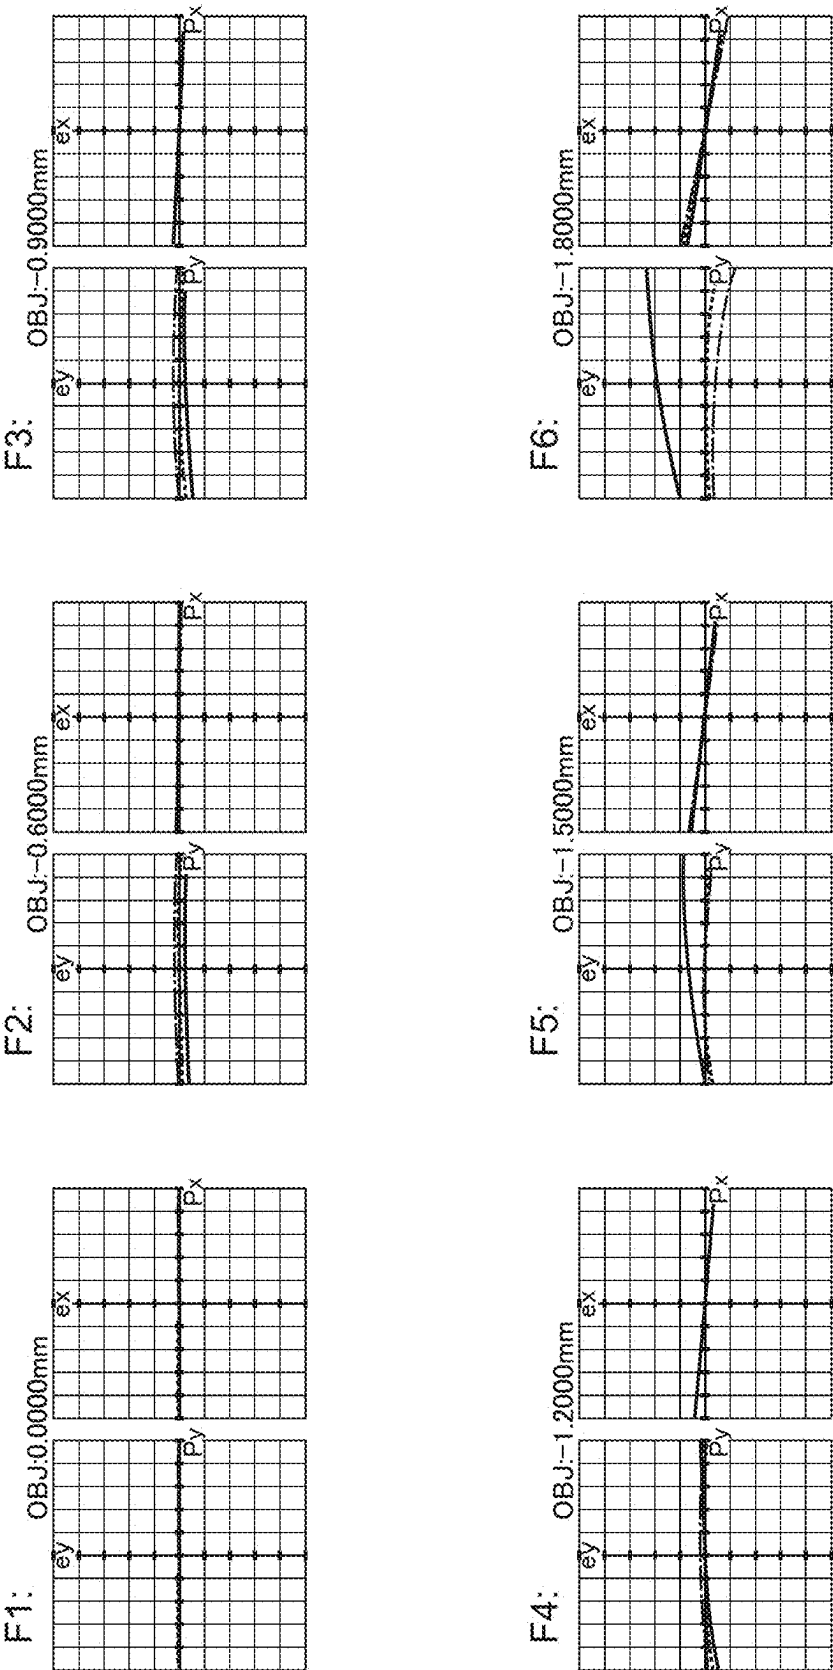 F1:
OBJ:0.0000mm
ey
Py
ex
Px
F2:
OBJ:-0.6000mm
ey
Py
ex
Px
F3:
OBJ:-0.9000mm
ey
Py
ex
Px
F4:
OBJ:-1.2000mm
ey
Py
ex
Px
F5:
OBJ:-1.5000mm
ey
Py
ex
Px
F6:
OBJ:-1.8000mm
ey
Py
ex
Px